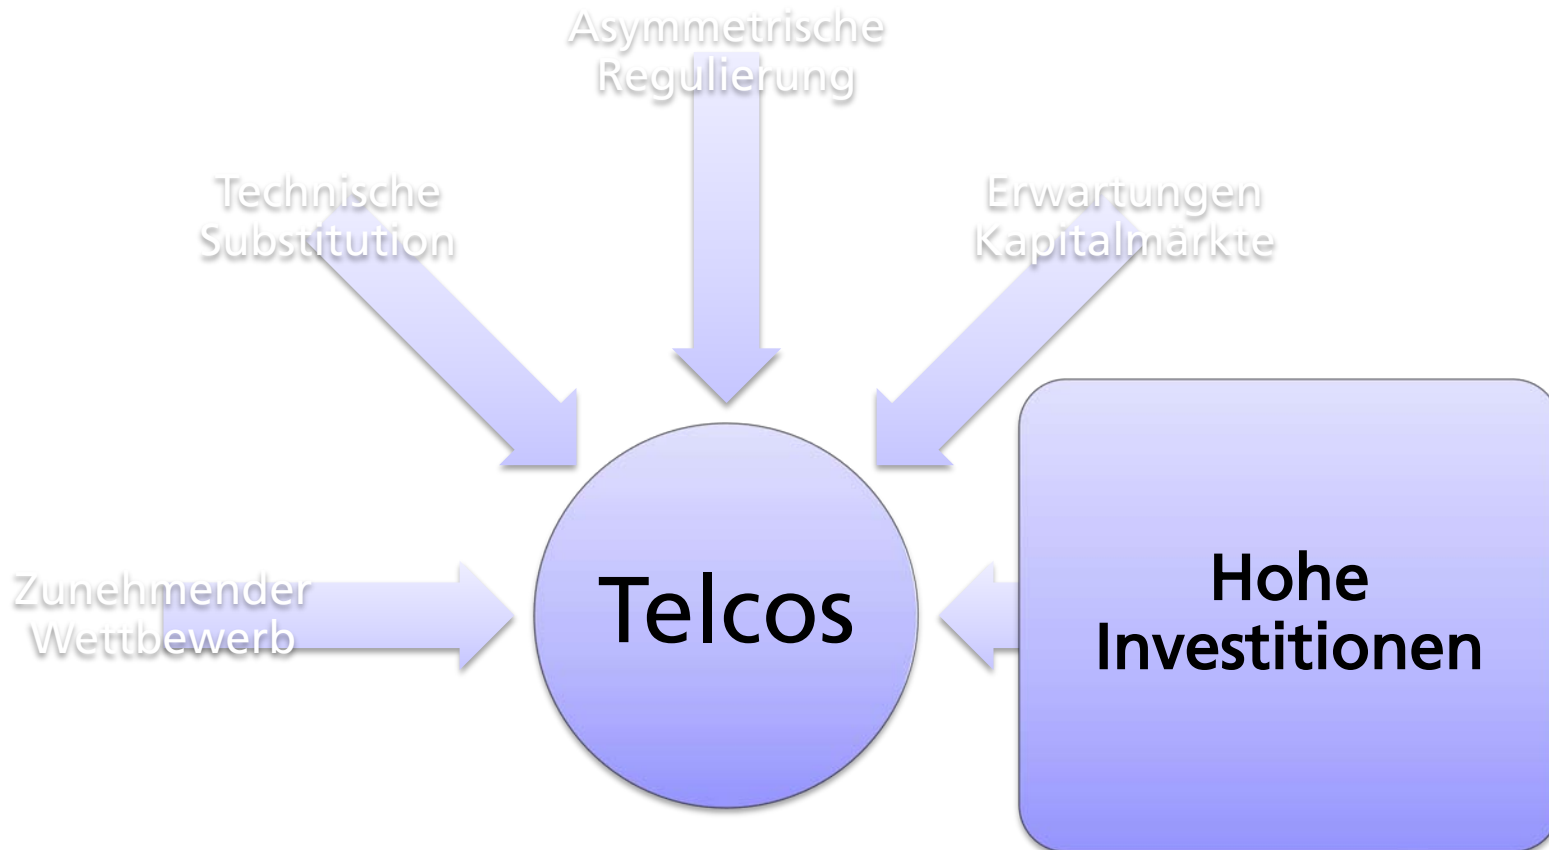 Asymmetrische
Regulierung
Technische
Substitution
Erwartungen
Kapitalmärkte
Zunehmender
Wettbewerb
Telcos
Hohe
Investitionen